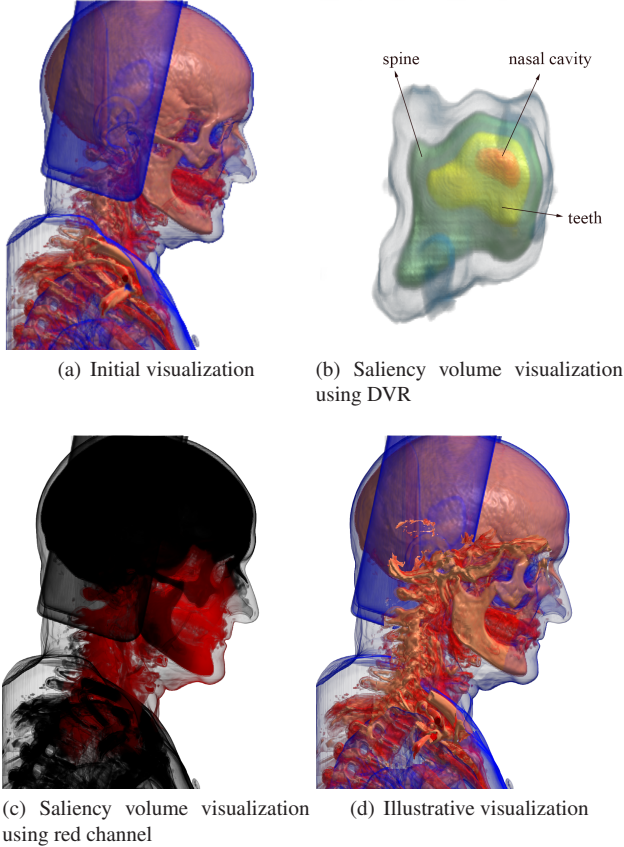 spine
nasal cavity
teeth
(a) Initial visualization
(b) Saliency volume visualization
using DVR
(c) Saliency volume visualization
using red channel
(d) Illustrative visualization